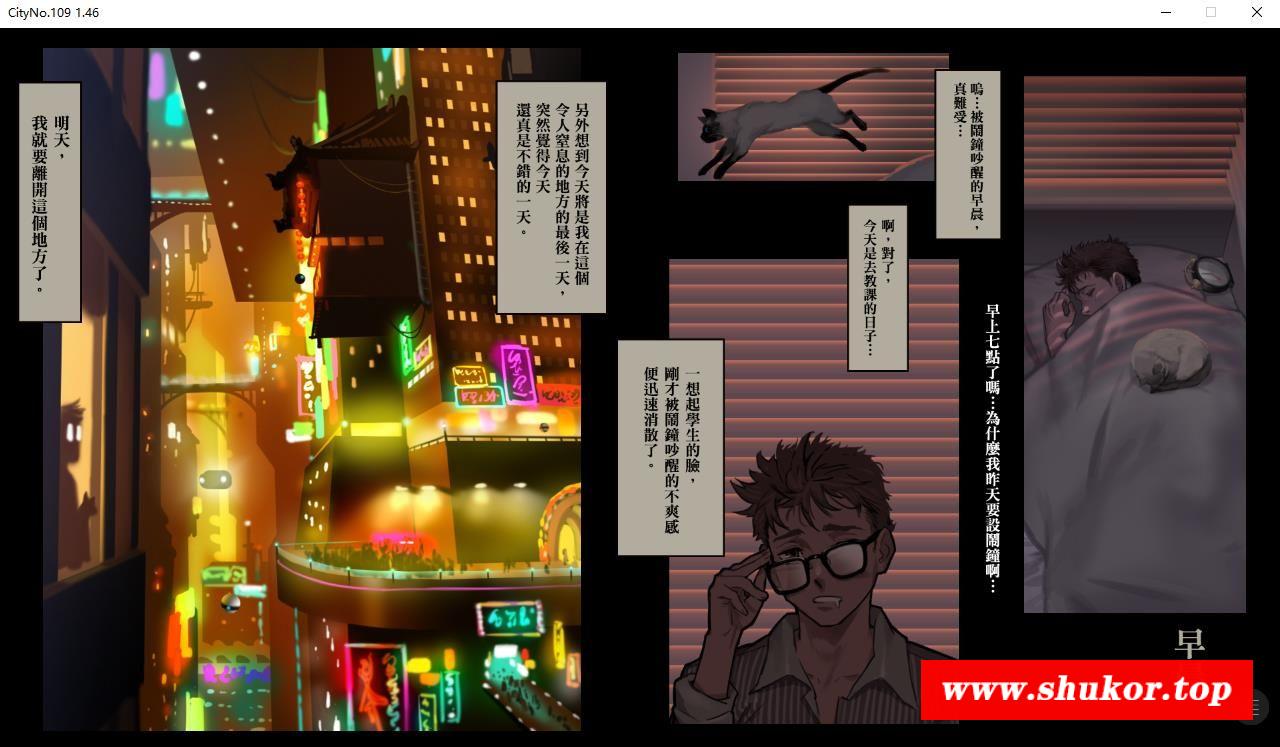 CityNo.109 1.46
早上七點了嗎…為什麼我昨天要設鬧鐘啊…
嗚…被鬧鐘吵醒的早晨，
真難受…
啊，對了，
今天是去教課的日子…
一想起學生的臉，
剛才被鬧鐘吵醒的不爽感
便迅速消散了。
另外想到今天將是我在這個
令人窒息的地方的最後一天，
突然覺得今天
還真是不錯的一天。
明天，
我就要離開這個地方了。
早
www.shukor.top